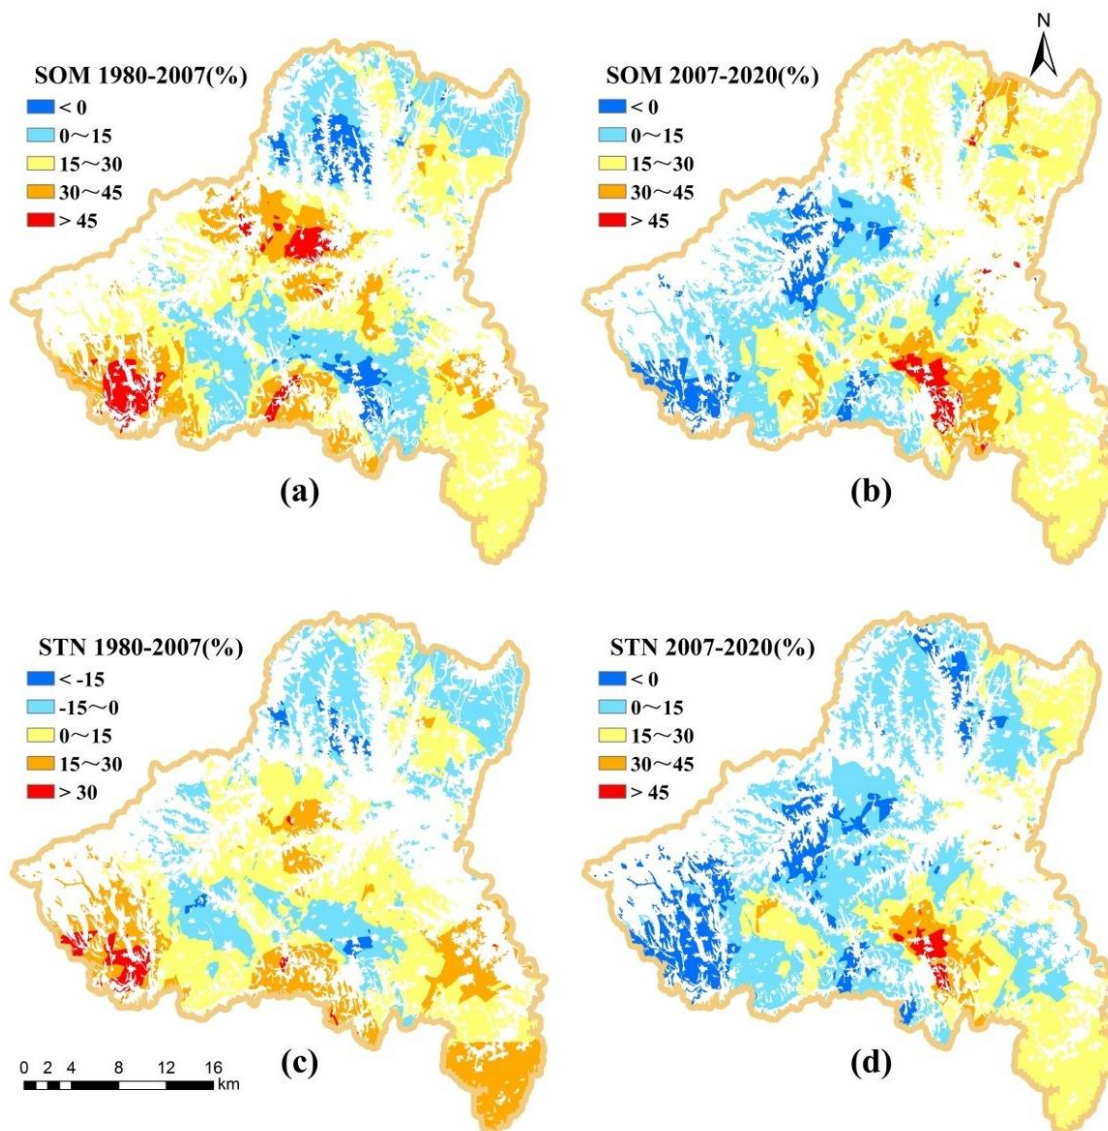 N
SOM 1980-2007(%)
< 0
0～15
15～30
30～45
> 45
(a)
SOM 2007-2020(%)
< 0
0～15
15～30
30～45
> 45
(b)
STN 1980-2007(%)
< -15
-15～0
0～15
15～30
> 30
0 2 4 8 12 16
km
(c)
STN 2007-2020(%)
< 0
0～15
15～30
30～45
> 45
(d)